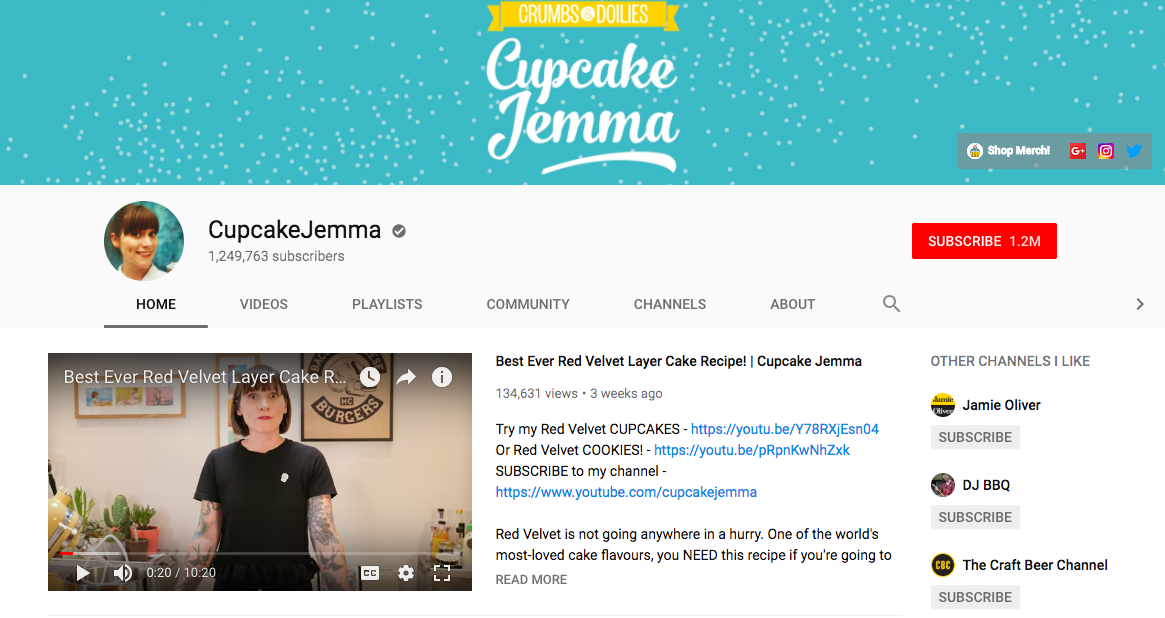 CRUMBS & DOILIES
Cupcake
Jemma
Shop Merch!
G+
CupcakeJemma
1,249,763 subscribers
SUBSCRIBE 1.2M
HOME VIDEOS PLAYLISTS COMMUNITY CHANNELS ABOUT
Best Ever Red Velvet Layer Cake R...
HC
BURGERS
0:20 / 10:20
CC
Best Ever Red Velvet Layer Cake Recipe! | Cupcake Jemma
134,631 views • 3 weeks ago
Try my Red Velvet CUPCAKES - https://youtu.be/Y78RXjEsn04
Or Red Velvet COOKIES! - https://youtu.be/pRpnKwNhZxk
SUBSCRIBE to my channel -
https://www.youtube.com/cupcakejemma
Red Velvet is not going anywhere in a hurry. One of the world's
most-loved cake flavours, you NEED this recipe if you're going to
READ MORE
OTHER CHANNELS I LIKE
Jamie
Oliver
Jamie Oliver
SUBSCRIBE
DJ BBQ
SUBSCRIBE
CBC
The Craft Beer Channel
SUBSCRIBE